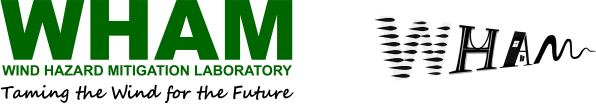 WHAM
WIND HAZARD MITIGATION LABORATORY
Taming the Wind for the Future
WHAM